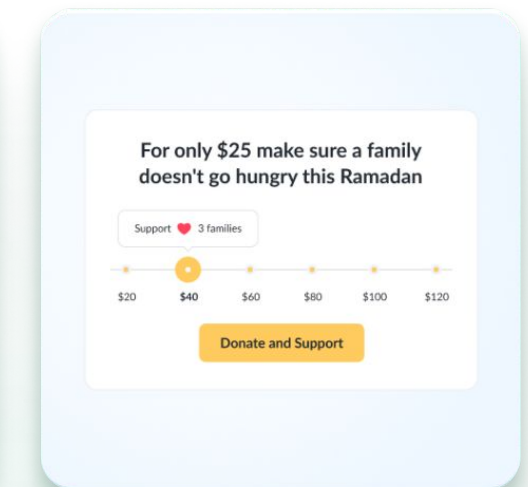 For only $25 make sure a family
doesn't go hungry this Ramadan
Support 3 families
$20 $40 $60 $80 $100 $120
Donate and Support